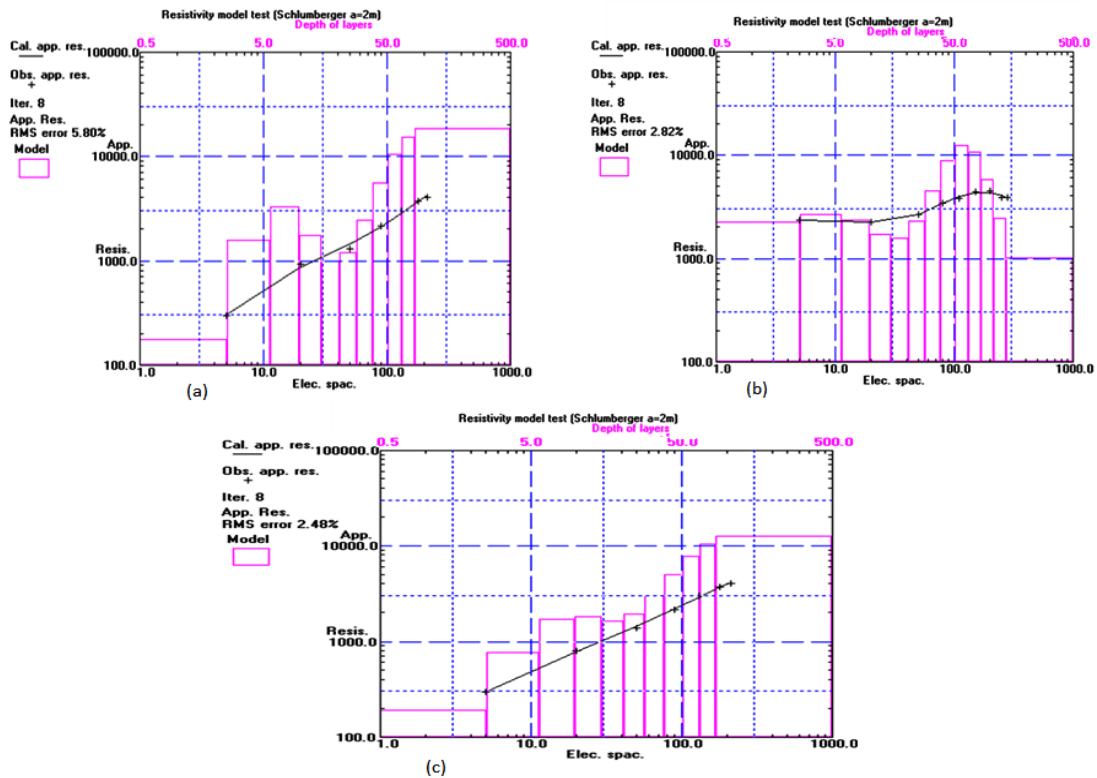 Resistivity model test (Schlumberger a=2m)
Depth of layers
0.5 5.0 50.0 500.0
Cal. app. res.
100000.0
Obs. app. res.
+
Iter. 8
App. Res.
RMS error 5.80%
Model
App.
10000.0
Resis.
1000.0
100.0
1.0 10.0 100.0 1000.0
Elec. spac.
(a)
Resistivity model test (Schlumberger a=2m)
Depth of layers
0.5 5.0 50.0 500.0
Cal. app. res.
100000.0
Obs. app. res.
+
Iter. 8
App. Res.
RMS error 2.82%
Model
App.
10000.0
Resis.
1000.0
100.0
1.0 10.0 100.0 1000.0
Elec. spac.
(b)
Resistivity model test (Schlumberger a=2m)
Depth of layers
0.5 5.0 50.0 500.0
Cal. app. res.
100000.0
Obs. app. res.
+
Iter. 8
App. Res.
RMS error 2.48%
Model
App.
10000.0
Resis.
1000.0
100.0
1.0 10.0 100.0 1000.0
Elec. spac.
(c)